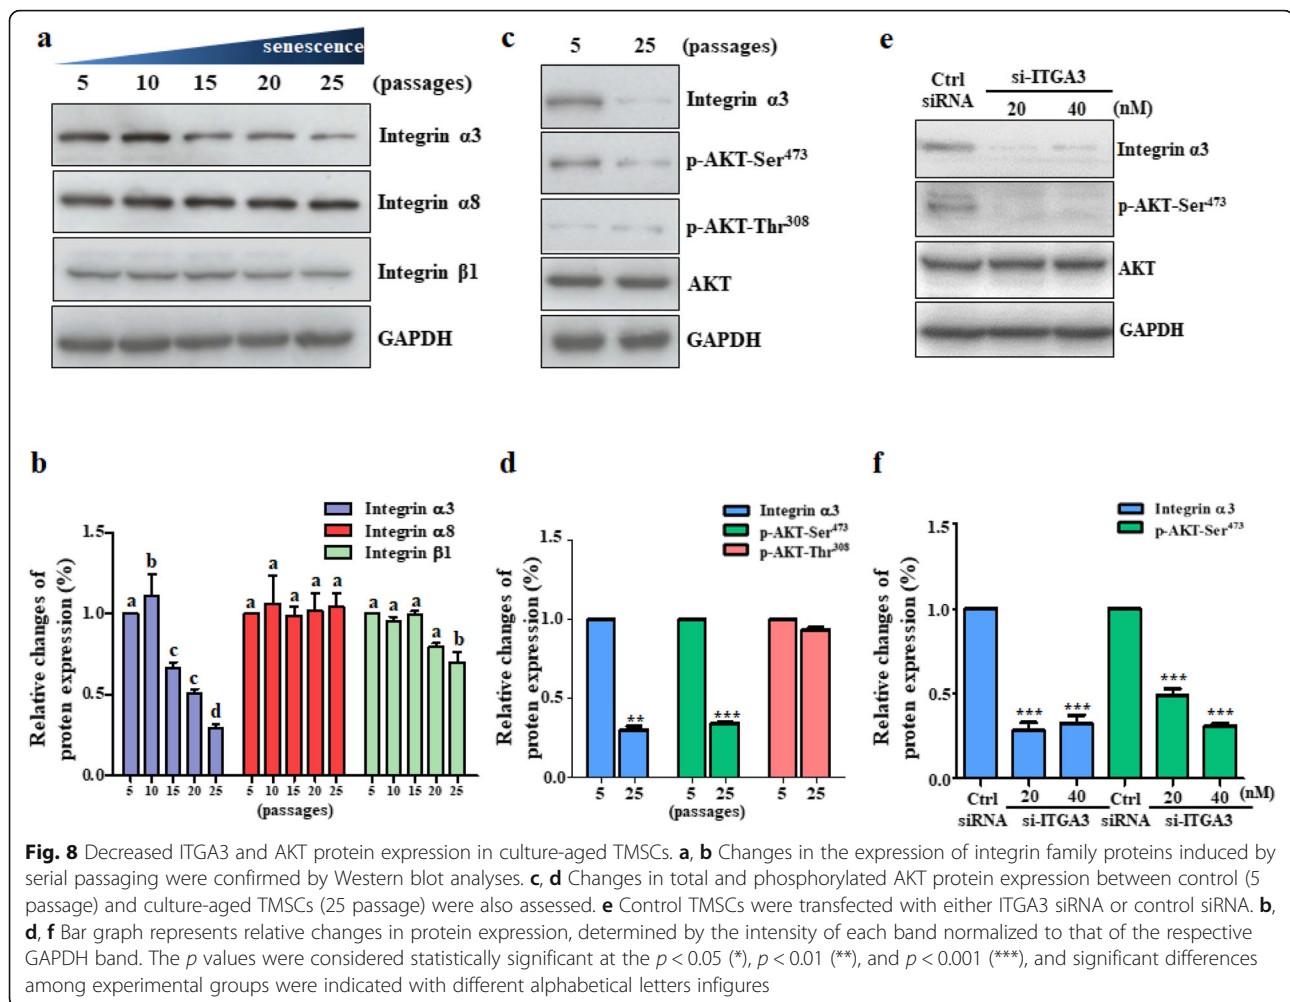 a
senescence
5 10 15 20 25 (passages)
Integrin α3
Integrin α8
Integrin β1
GAPDH
c
5 25 (passages)
Integrin α3
p-AKT-Ser473
p-AKT-Thr308
AKT
GAPDH
e
Ctrl siRNA
si-ITGA3
20 40 (nM)
Integrin α3
p-AKT-Ser473
AKT
GAPDH
b
Integrin α3
Integrin α8
Integrin β1
Relative changes of
proten expression (%)
1.5
1.0
0.5
0.0
a b c c d
a a a a a
a a a a b
5 10 15 20 25 5 10 15 20 25 5 10 15 20 25
(passages)
d
Integrin α3
p-AKT-Ser473
p-AKT-Thr308
Relative changes of
proten expression (%)
1.5
1.0
0.5
0.0
** ***
5 25 5 25 5 25
(passages)
f
Integrin α3
p-AKT-Ser473
Relative changes of
proten expression (%)
1.5
1.0
0.5
0.0
*** *** *** ***
Ctrl 20 40 Ctrl 20 40 (nM)
siRNA si-ITGA3 siRNA si-ITGA3
Fig. 8 Decreased ITGA3 and AKT protein expression in culture-aged TMSCs. a, b Changes in the expression of integrin family proteins induced by
serial passaging were confirmed by Western blot analyses. c, d Changes in total and phosphorylated AKT protein expression between control (5
passage) and culture-aged TMSCs (25 passage) were also assessed. e Control TMSCs were transfected with either ITGA3 siRNA or control siRNA. b,
d, f Bar graph represents relative changes in protein expression, determined by the intensity of each band normalized to that of the respective
GAPDH band. The p values were considered statistically significant at the p < 0.05 (*), p < 0.01 (**), and p < 0.001 (***), and significant differences
among experimental groups were indicated with different alphabetical letters infigures